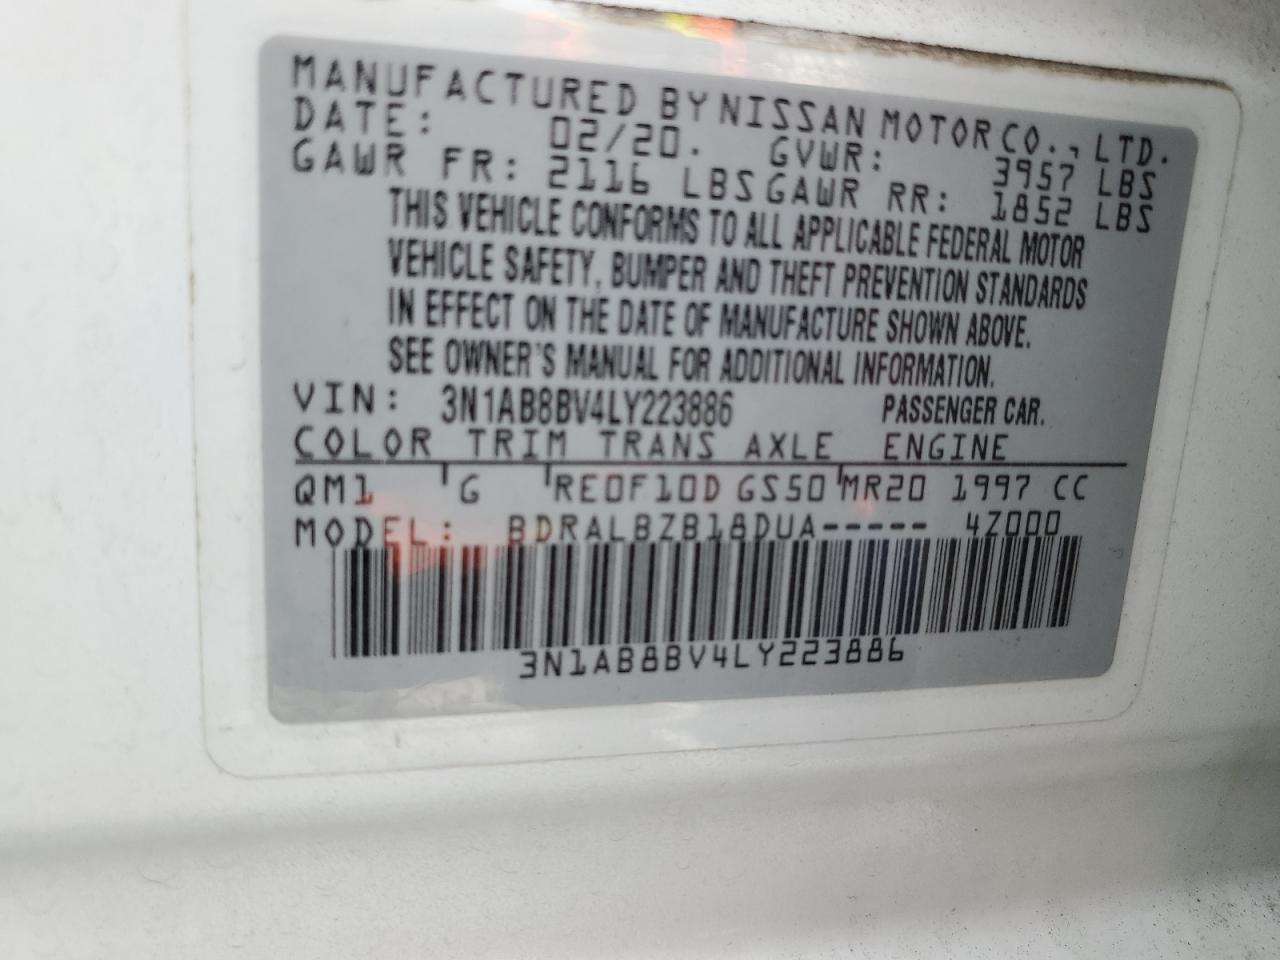 MANUFACTURED BY NISSAN MOTOR CO., LTD.
DATE: 02/20. GVWR: 3957 LBS
GAWR FR: 2116 LBS GAWR RR: 1852 LBS
THIS VEHICLE CONFORMS TO ALL APPLICABLE FEDERAL MOTOR
VEHICLE SAFETY, BUMPER AND THEFT PREVENTION STANDARDS
IN EFFECT ON THE DATE OF MANUFACTURE SHOWN ABOVE.
SEE OWNER'S MANUAL FOR ADDITIONAL INFORMATION.
VIN: 3N1AB8BV4LY223886 PASSENGER CAR.
COLOR TRIM TRANS AXLE ENGINE
QM1 G RE0F10D GS50 MR20 1997 CC
MODEL: BDRALBZB18DUA----- 4Z000
3N1AB8BV4LY223886